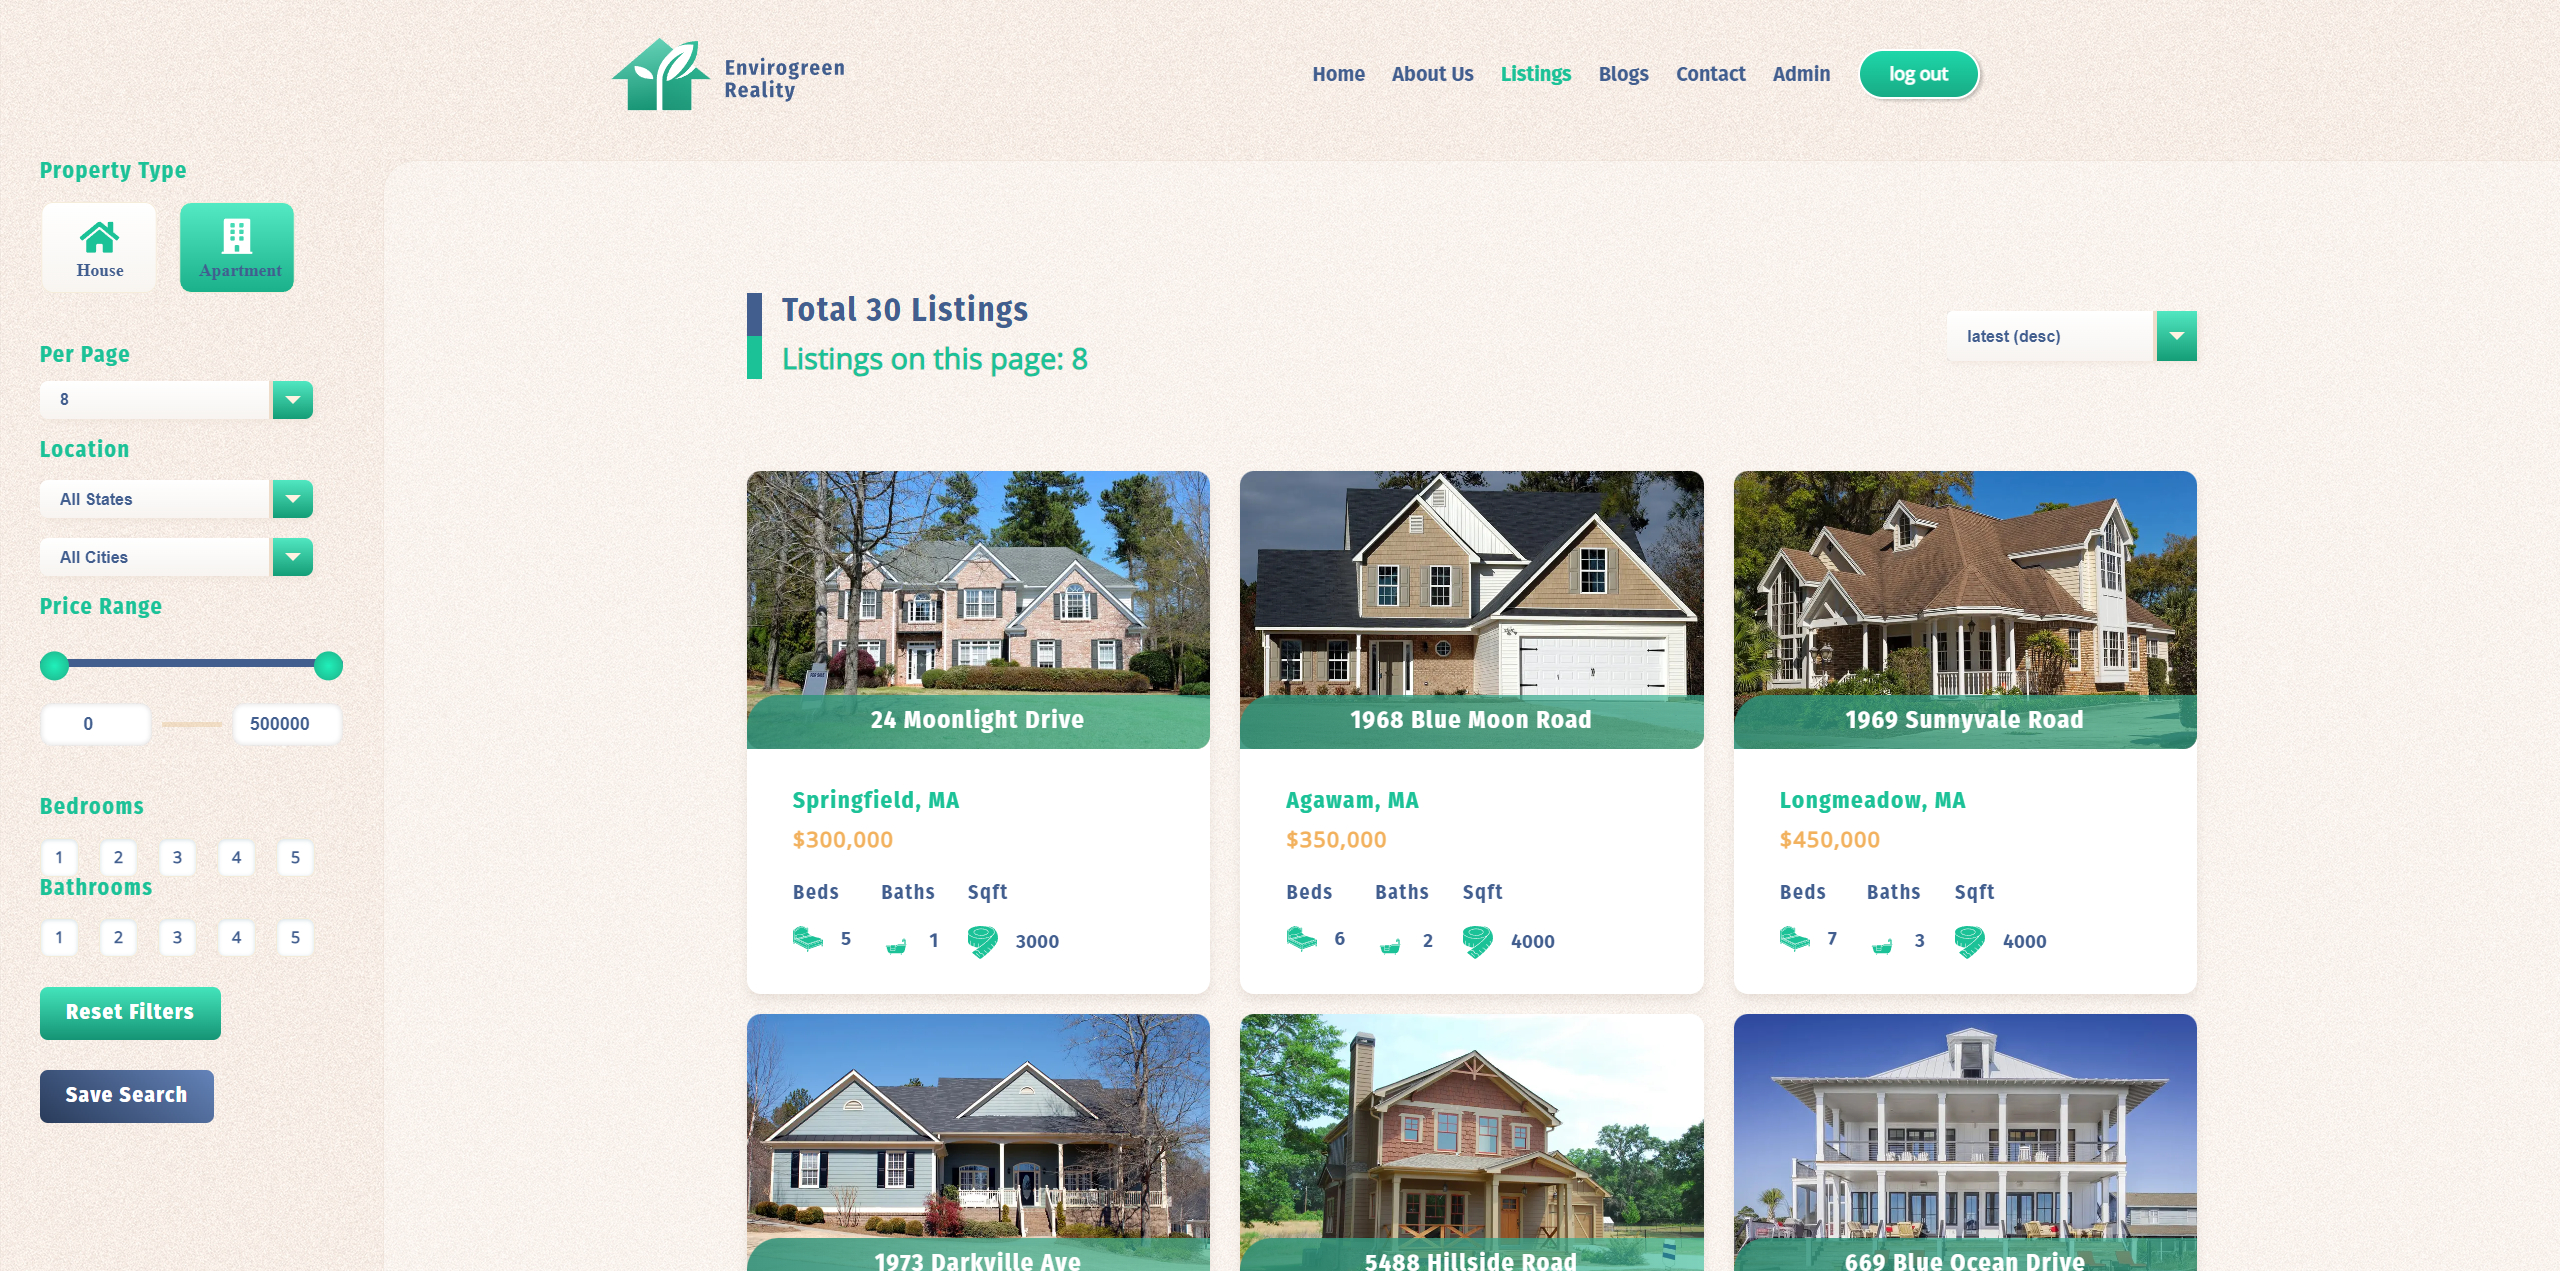 Envirogreen
Reality
Home About Us Listings Blogs Contact Admin log out
Property Type
House Apartment
Per Page
8
Location
All States
All Cities
Price Range
0 500000
Bedrooms
1 2 3 4 5
Bathrooms
1 2 3 4 5
Reset Filters
Save Search
Total 30 Listings
Listings on this page: 8
latest (desc)
24 Moonlight Drive
Springfield, MA
$300,000
Beds Baths Sqft
5 1 3000
1968 Blue Moon Road
Agawam, MA
$350,000
Beds Baths Sqft
6 2 4000
1969 Sunnyvale Road
Longmeadow, MA
$450,000
Beds Baths Sqft
7 3 4000
1973 Darkville Ave
5488 Hillside Road
669 Blue Ocean Drive